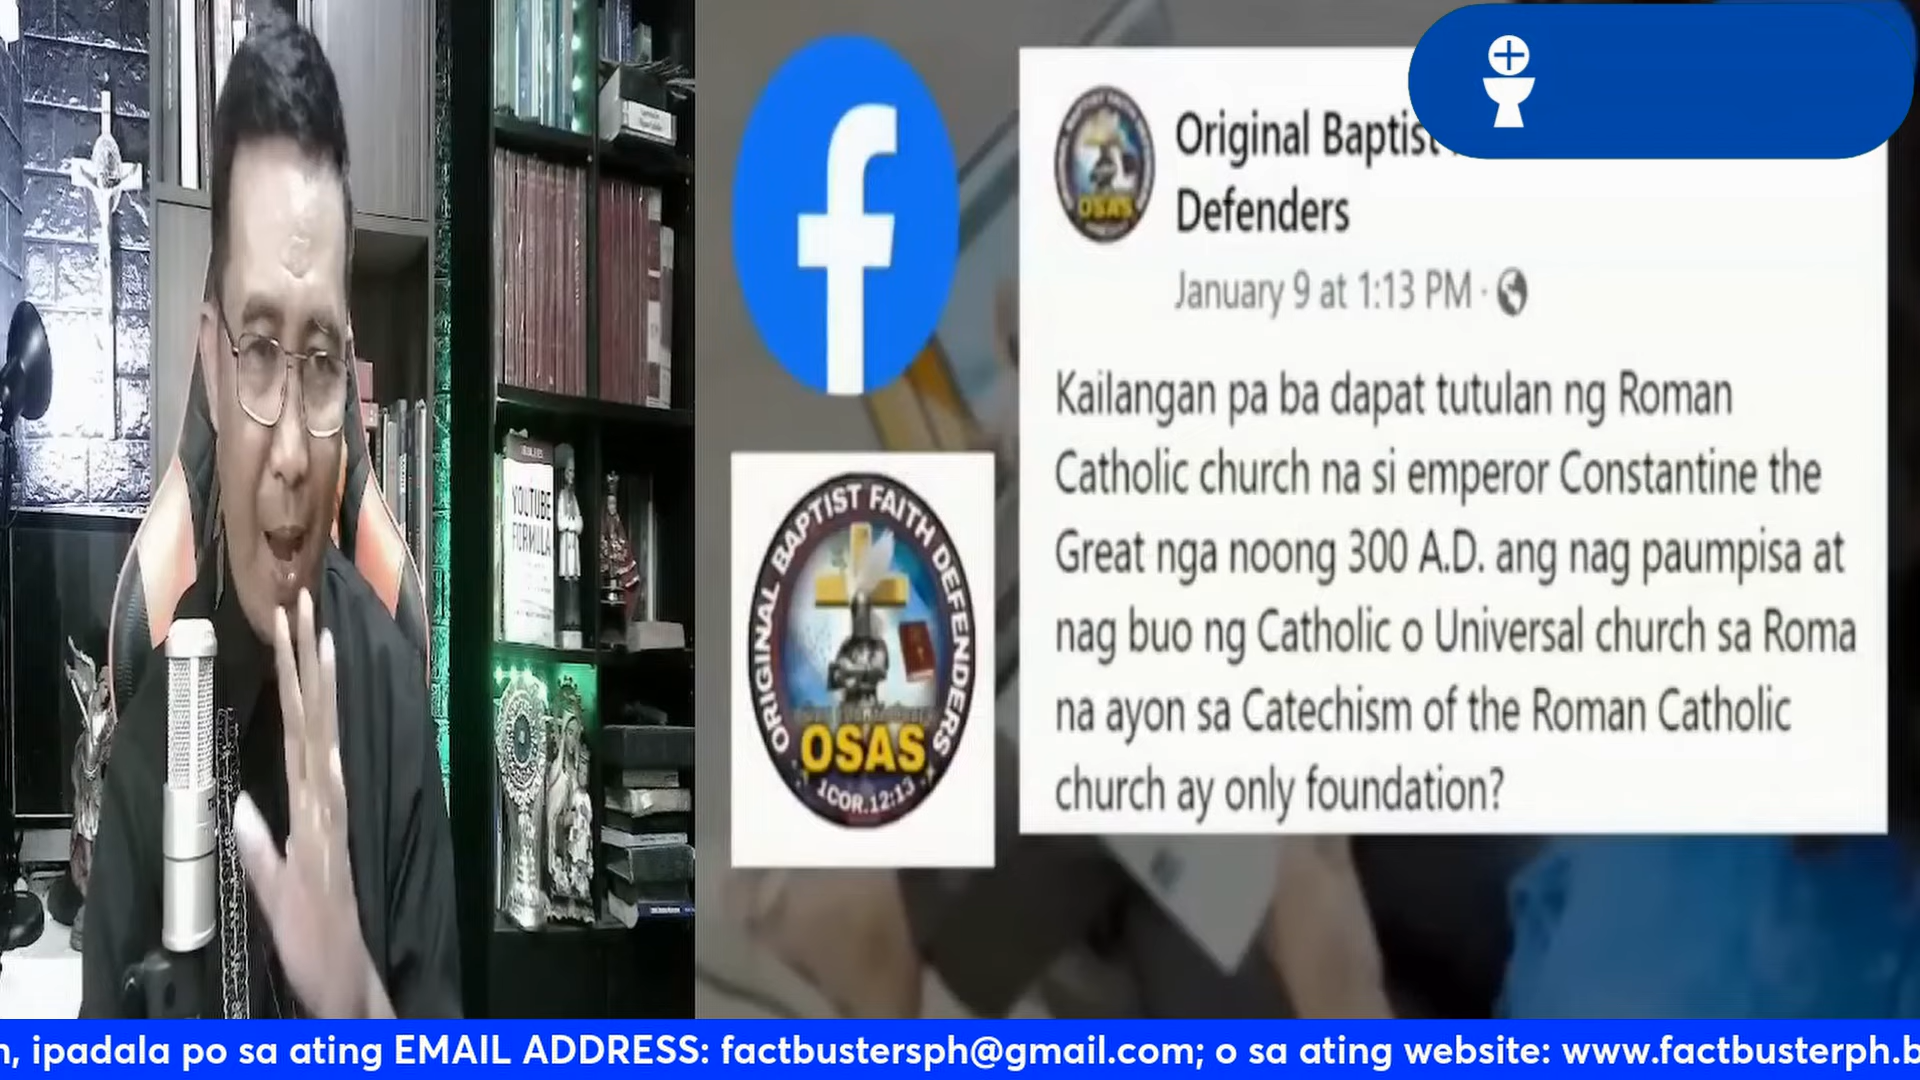 Original Baptist
Defenders
January 9 at 1:13 PM ·
Kailangan pa ba dapat tutulan ng Roman
Catholic church na si emperor Constantine the
Great nga noong 300 A.D. ang nag paumpisa at
nag buo ng Catholic o Universal church sa Roma
na ayon sa Catechism of the Roman Catholic
church ay only foundation?
ORIGINAL BAPTIST FAITH DEFENDERS
OSAS
1COR.12:13
OSAS
YOUTUBE
FORMULA
, ipadala po sa ating EMAIL ADDRESS: factbustersph@gmail.com; o sa ating website: www.factbusterph.b